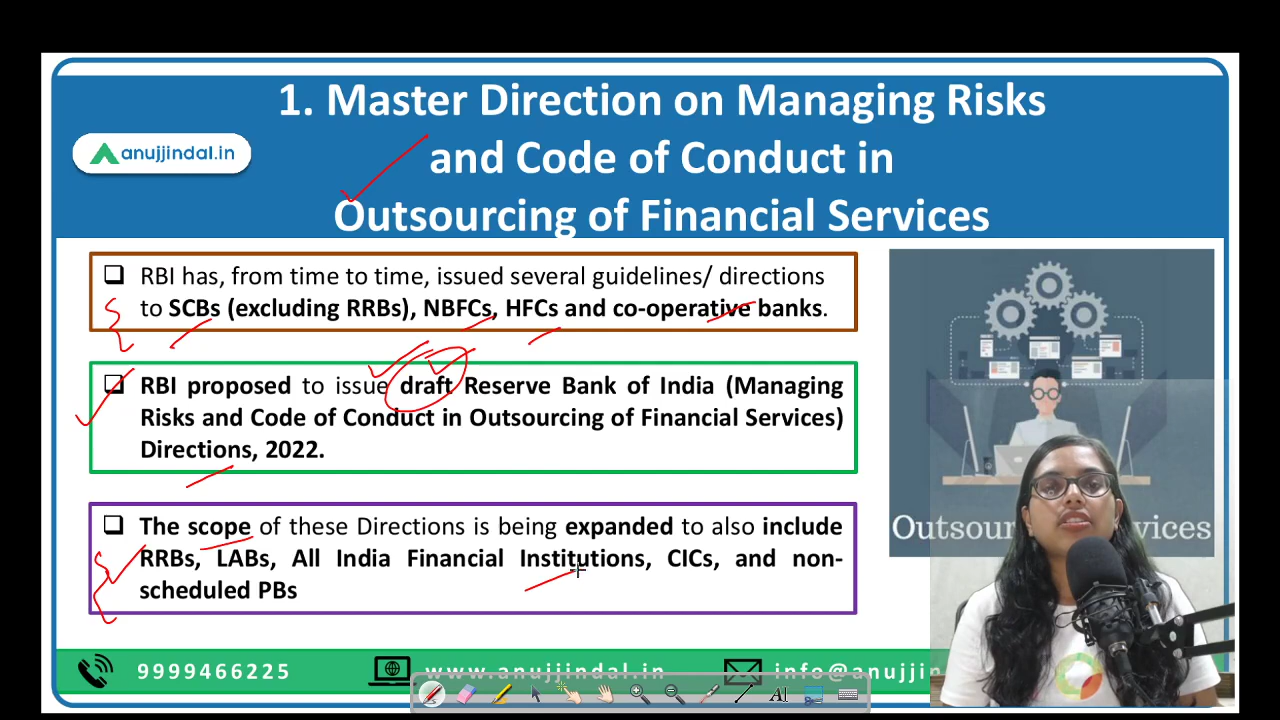 1. Master Direction on Managing Risks
and Code of Conduct in
Outsourcing of Financial Services
anujjindal.in
RBI has, from time to time, issued several guidelines/ directions
to SCBs (excluding RRBs), NBFCs, HFCs and co-operative banks.
RBI proposed to issue draft Reserve Bank of India (Managing
Risks and Code of Conduct in Outsourcing of Financial Services)
Directions, 2022.
The scope of these Directions is being expanded to also include
RRBs, LABs, All India Financial Institutions, CICs, and non-
scheduled PBs
9999466225
www.anujjindal.in
AI